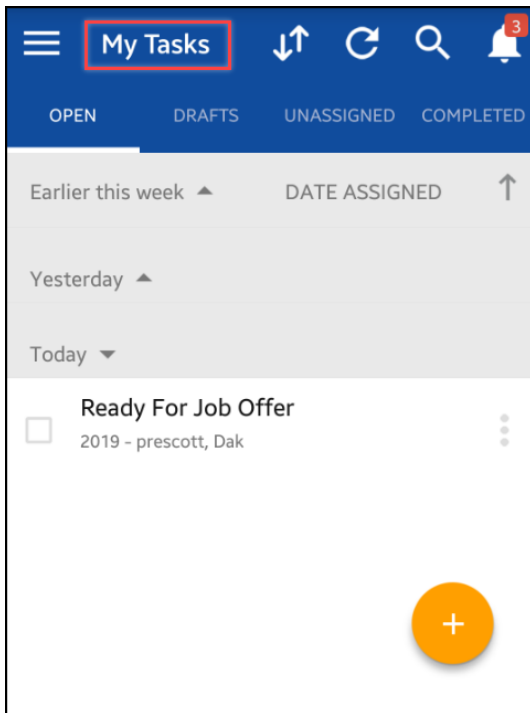 My Tasks
3
OPEN DRAFTS UNASSIGNED COMPLETED
Earlier this week DATE ASSIGNED
Yesterday
Today
Ready For Job Offer
2019 - prescott, Dak